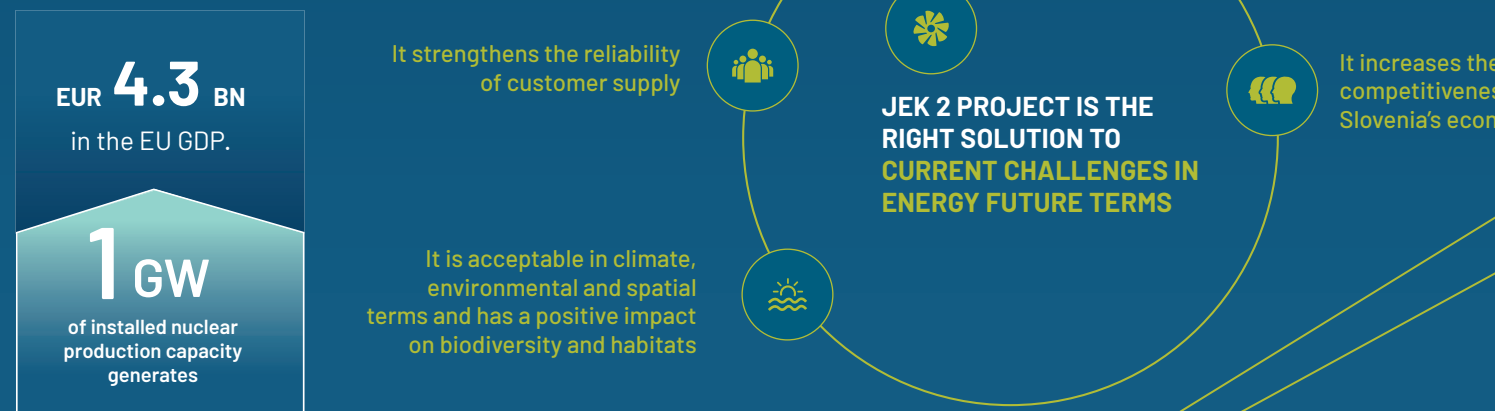 EUR 4.3 BN
in the EU GDP.
1 GW
of installed nuclear
production capacity
generates
It strengthens the reliability
of customer supply
It is acceptable in climate,
environmental and spatial
terms and has a positive impact
on biodiversity and habitats
JEK 2 PROJECT IS THE
RIGHT SOLUTION TO
CURRENT CHALLENGES IN
ENERGY FUTURE TERMS
It increases the
Slovenia's